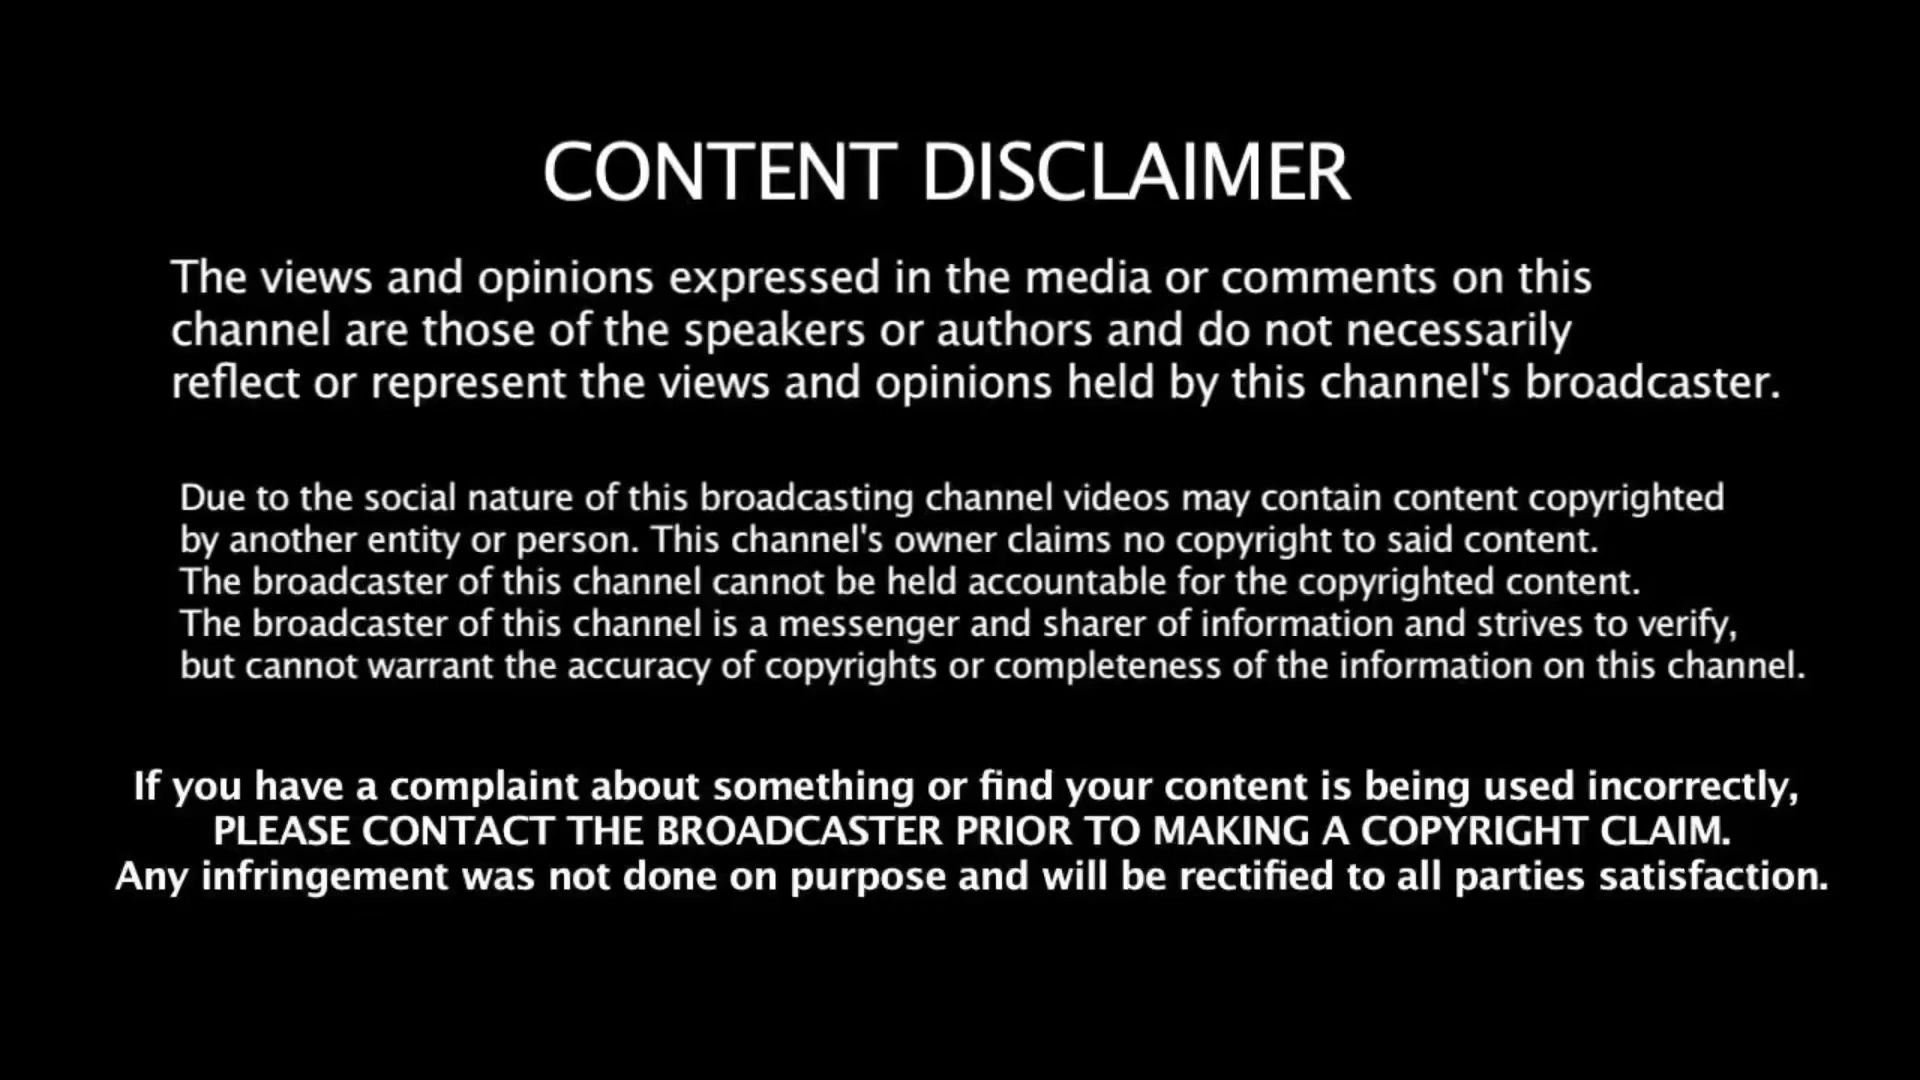 CONTENT DISCLAIMER
The views and opinions expressed in the media or comments on this
channel are those of the speakers or authors and do not necessarily
reflect or represent the views and opinions held by this channel's broadcaster.
Due to the social nature of this broadcasting channel videos may contain content copyrighted
by another entity or person. This channel's owner claims no copyright to said content.
The broadcaster of this channel cannot be held accountable for the copyrighted content.
The broadcaster of this channel is a messenger and sharer of information and strives to verify,
but cannot warrant the accuracy of copyrights or completeness of the information on this channel.
If you have a complaint about something or find your content is being used incorrectly,
PLEASE CONTACT THE BROADCASTER PRIOR TO MAKING A COPYRIGHT CLAIM.
Any infringement was not done on purpose and will be rectified to all parties satisfaction.